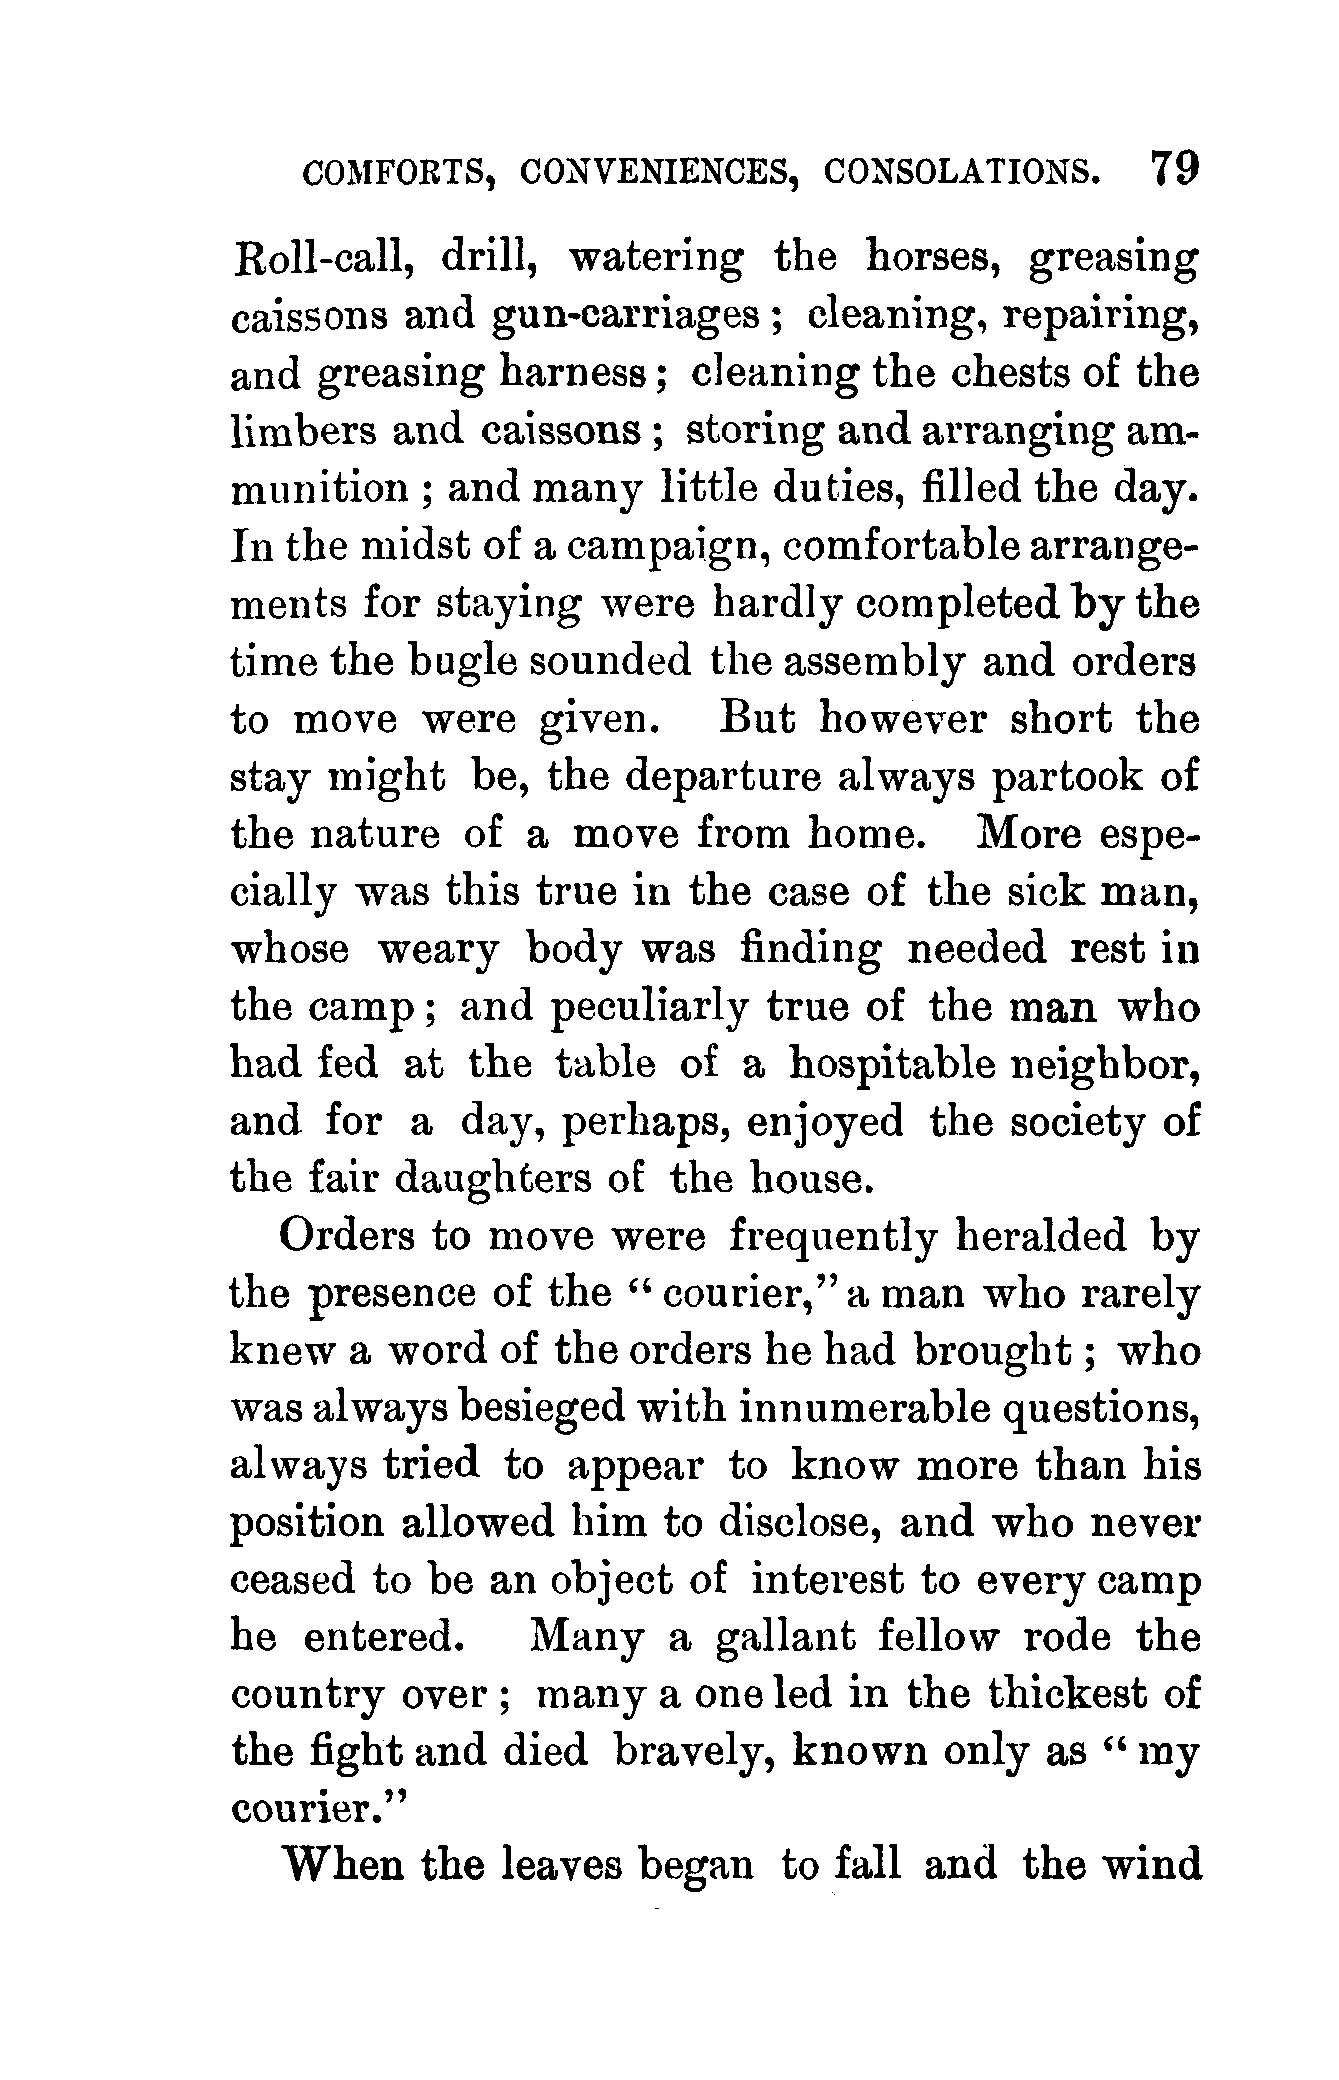 COMFORTS, CONVENIENCES, CONSOLATIONS. 79
Roll-call, drill, watering the horses, greasing
caissons and gun-carriages ; cleaning, repairing,
and greasing harness ; cleaning the chests of the
limbers and caissons ; storing and arranging am-
munition ; and many little duties, filled the day.
In the midst of a campaign, comfortable arrange-
ments for staying were hardly completed by the
time the bugle sounded the assembly and orders
to move were given. But however short the
stay might be, the departure always partook of
the nature of a move from home. More espe-
cially was this true in the case of the sick man,
whose weary body was finding needed rest in
the camp ; and peculiarly true of the man who
had fed at the table of a hospitable neighbor,
and for a day, perhaps, enjoyed the society of
the fair daughters of the house.
Orders to move were frequently heralded by
the presence of the “ courier,” a man who rarely
knew a word of the orders he had brought ; who
was always besieged with innumerable questions,
always tried to appear to know more than his
position allowed him to disclose, and who never
ceased to be an object of interest to every camp
he entered. Many a gallant fellow rode the
country over ; many a one led in the thickest of
the fight and died bravely, known only as “ my
courier.”
When the leaves began to fall and the wind